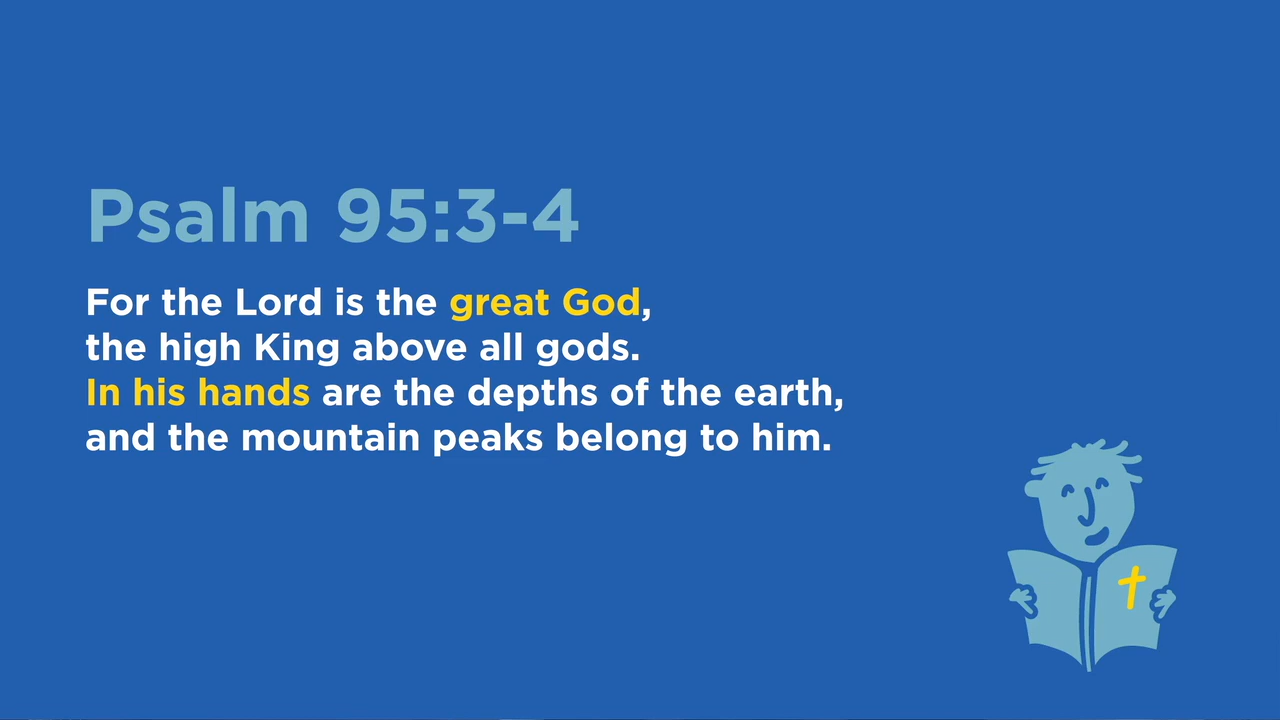 Psalm 95:3-4
For the Lord is the great God,
the high King above all gods.
In his hands are the depths of the earth,
and the mountain peaks belong to him.